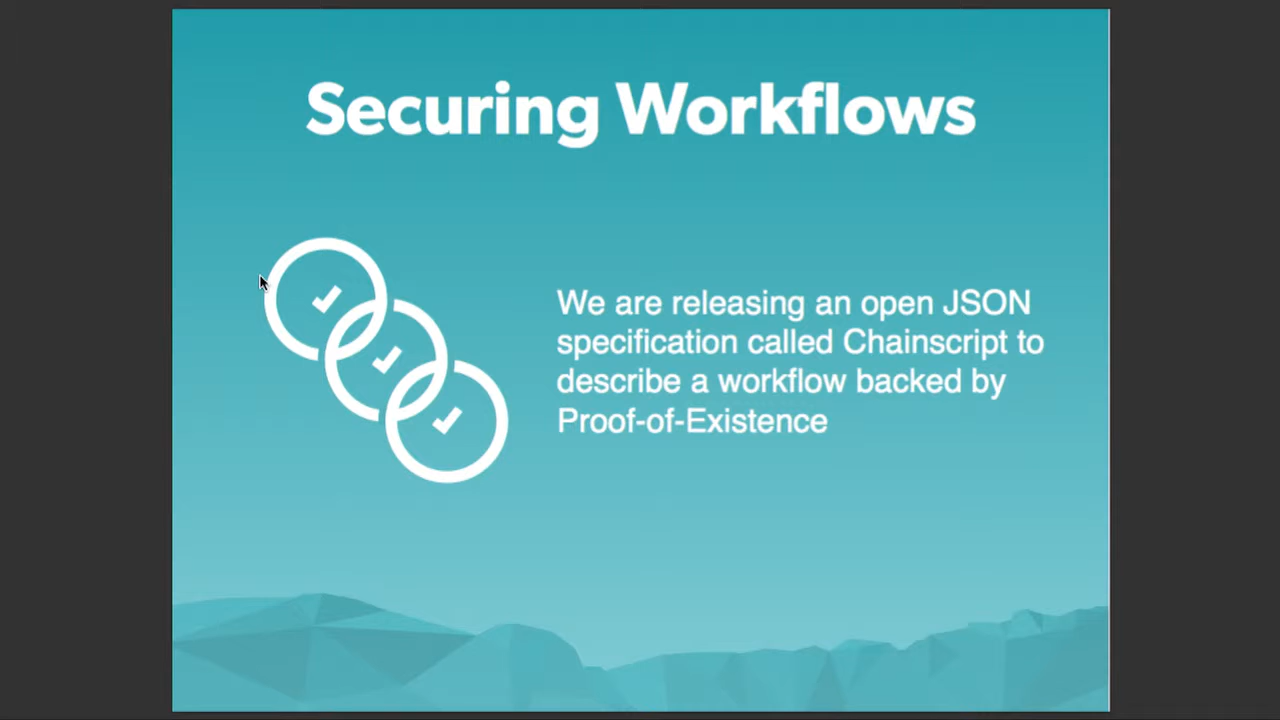 Securing Workflows
We are releasing an open JSON
specification called Chainscript to
describe a workflow backed by
Proof-of-Existence